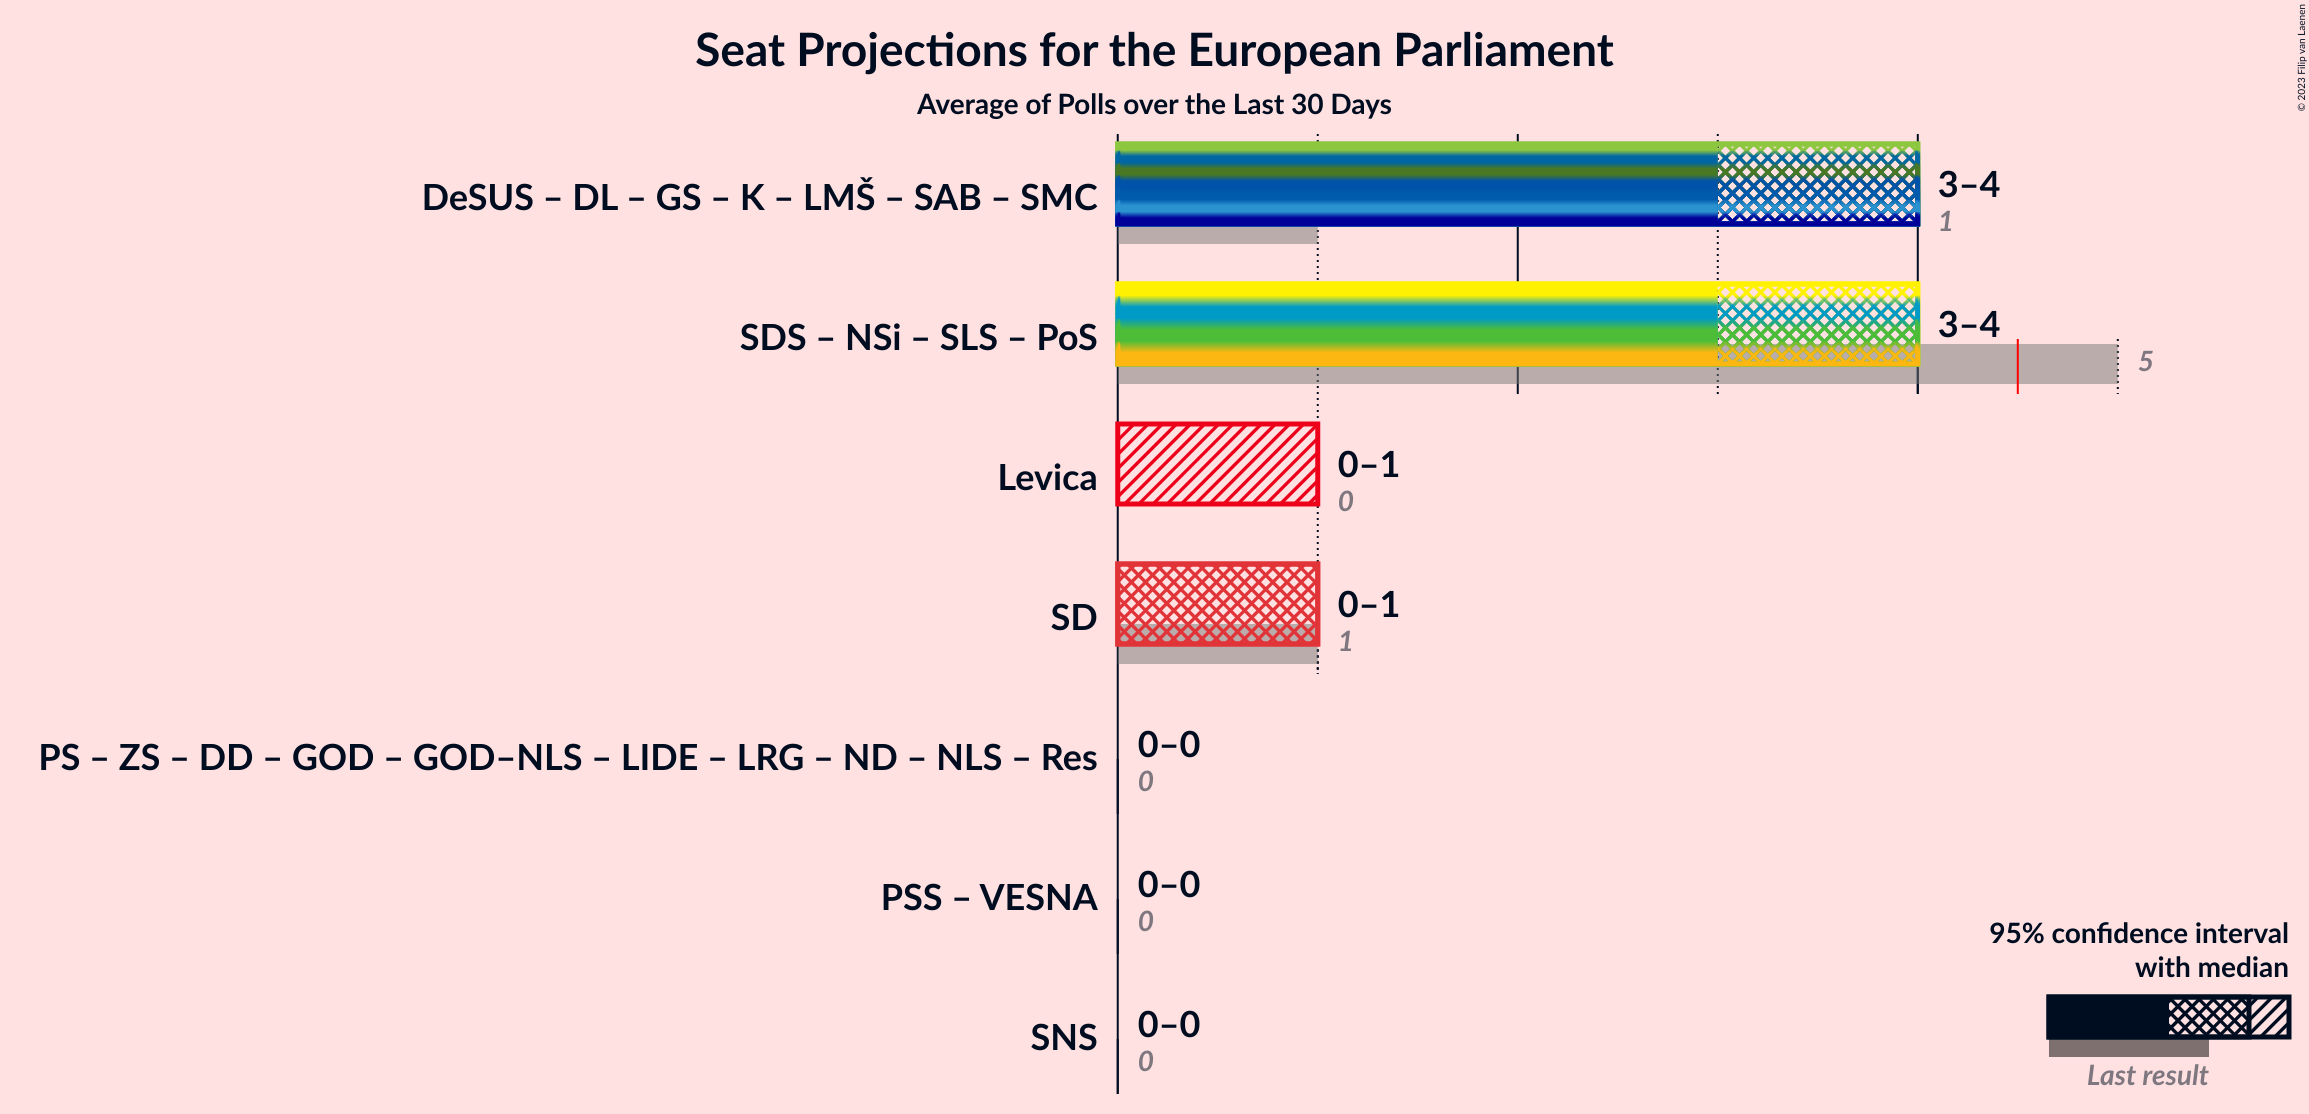 Seat Projections for the European Parliament
Average of Polls over the Last 30 Days
© 2023 Filip van Laenen
DeSUS – DL – GS – K – LMŠ – SAB – SMC
3–4
1
SDS – NSi – SLS – PoS
3–4
5
Levica
0–1
0
SD
0–1
1
PS – ZS – DD – GOD – GOD–NLS – LIDE – LRG – ND – NLS – Res
0–0
0
PSS – VESNA
0–0
0
SNS
0–0
0
95% confidence interval
with median
Last result